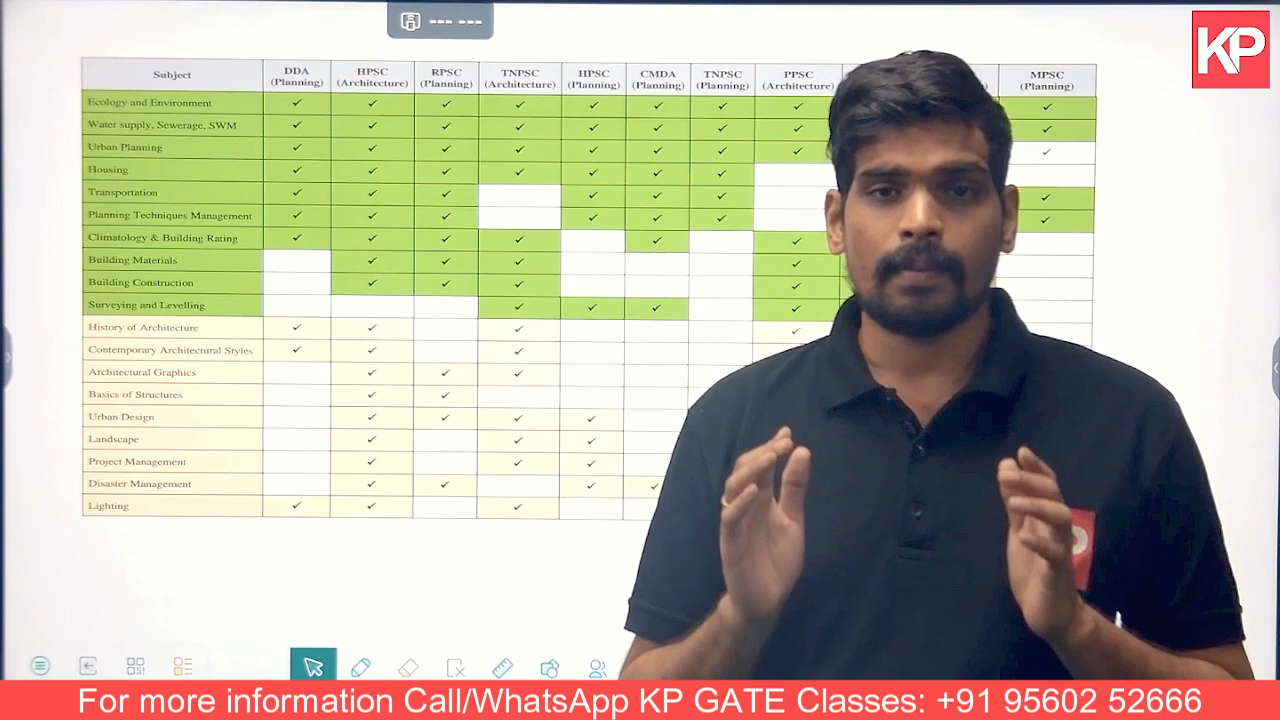 --- ---
KP
Subject DDA (Planning) HPSC (Architecture) RPSC (Planning) TNPSC (Architecture) HPSC (Planning) CMDA (Planning) TNPSC (Planning) PPSC (Architecture) MPSC (Planning)
Ecology and Environment ✓ ✓ ✓ ✓ ✓ ✓ ✓ ✓ ✓
Water supply, Sewerage, SWM ✓ ✓ ✓ ✓ ✓ ✓ ✓ ✓ ✓
Urban Planning ✓ ✓ ✓ ✓ ✓ ✓ ✓ ✓ ✓
Housing ✓ ✓ ✓ ✓ ✓ ✓ ✓
Transportation ✓ ✓ ✓ ✓ ✓ ✓ ✓
Planning Techniques Management ✓ ✓ ✓ ✓ ✓ ✓ ✓
Climatology & Building Rating ✓ ✓ ✓ ✓ ✓ ✓
Building Materials ✓ ✓ ✓ ✓
Building Construction ✓ ✓ ✓ ✓
Surveying and Levelling ✓ ✓ ✓ ✓
History of Architecture ✓ ✓ ✓ ✓
Contemporary Architectural Styles ✓ ✓ ✓
Architectural Graphics ✓ ✓ ✓
Basics of Structures ✓ ✓
Urban Design ✓ ✓ ✓ ✓
Landscape ✓ ✓ ✓
Project Management ✓ ✓ ✓
Disaster Management ✓ ✓ ✓ ✓
Lighting ✓ ✓ ✓
For more information Call/WhatsApp KP GATE Classes: +91 95602 52666